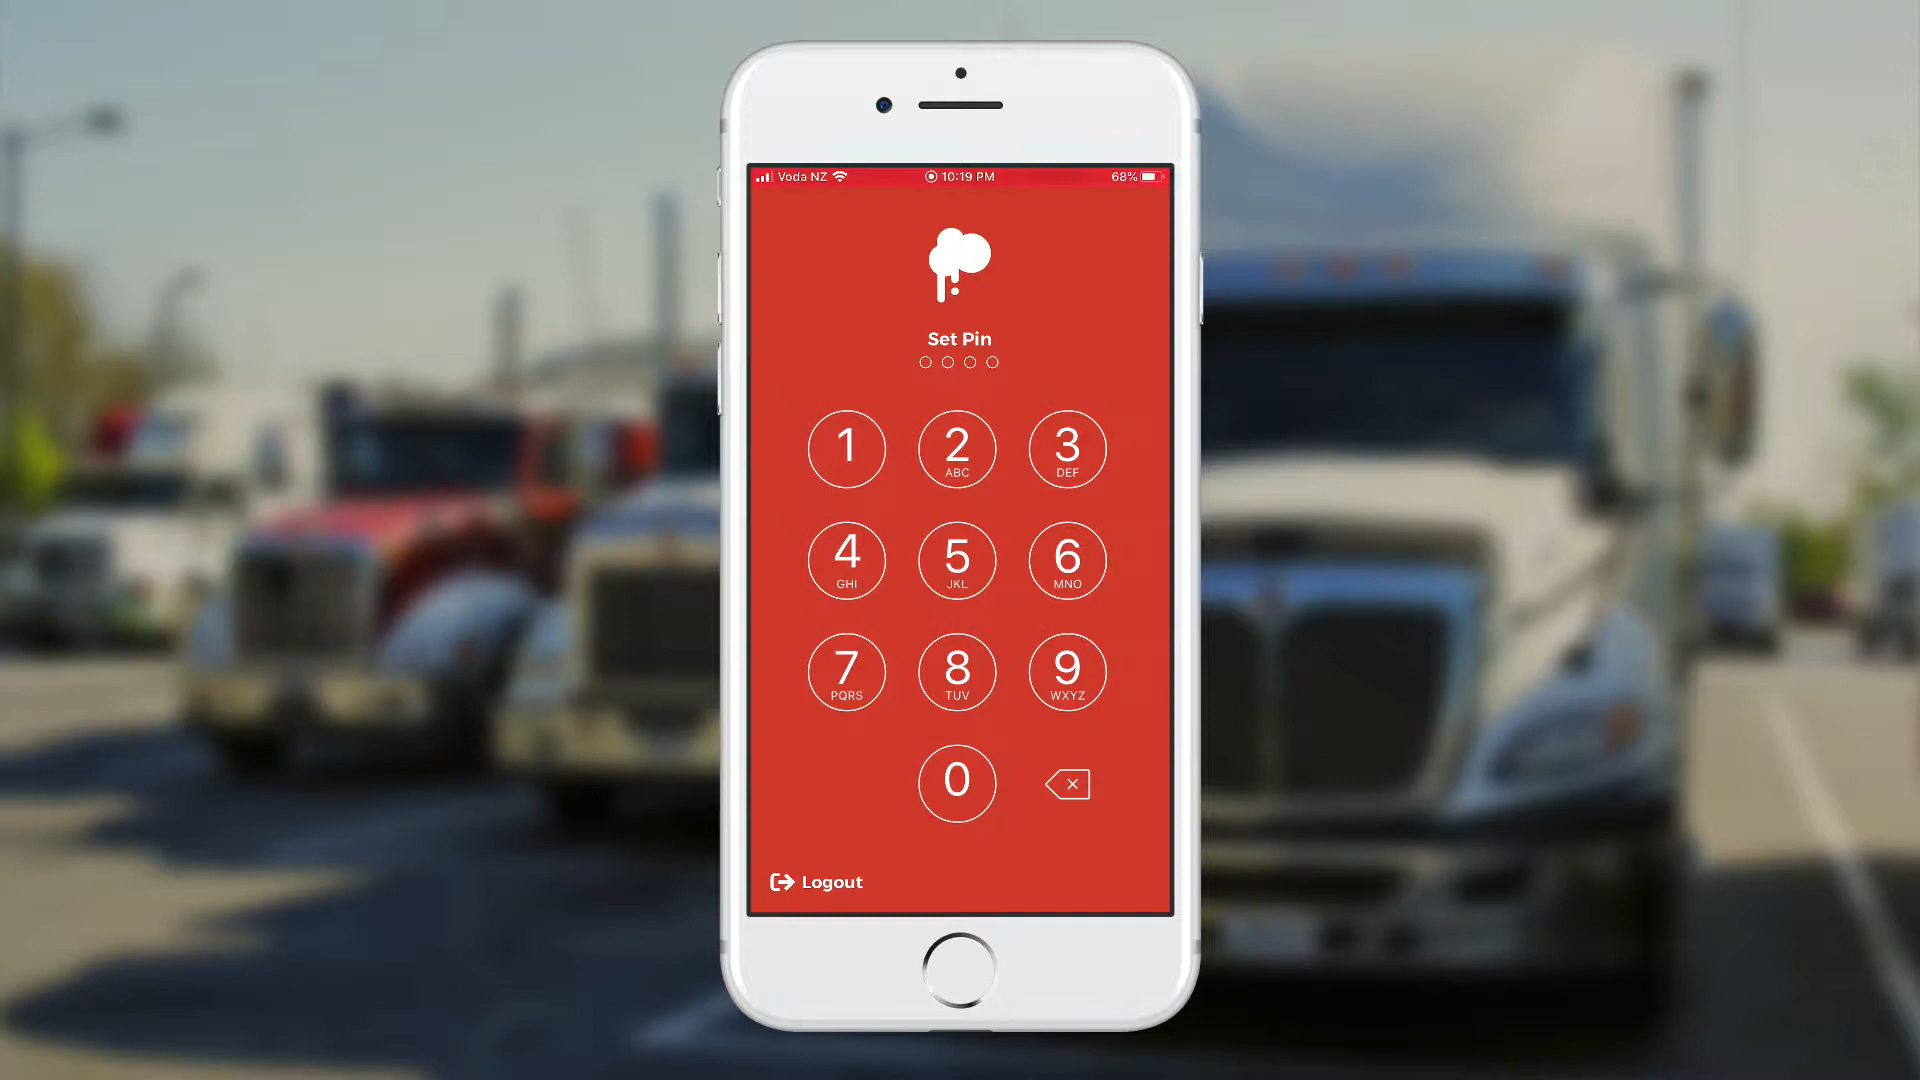 Voda NZ 10:19 PM 68%
Set Pin
1 2 3
ABC DEF
4 5 6
GHI JKL MNO
7 8 9
PQRS TUV WXYZ
0
Logout